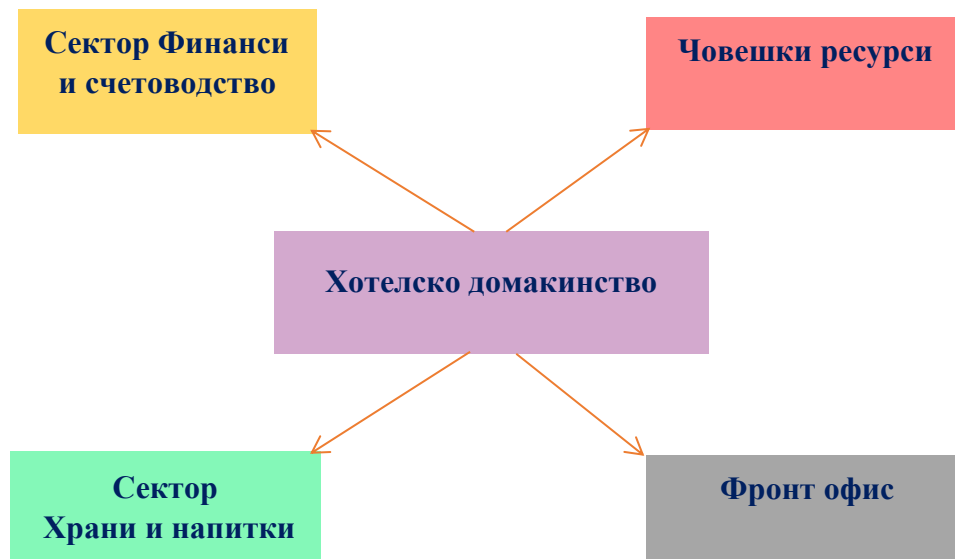 Сектор Финанси
и счетоводство
Човешки ресурси
Хотелско домакинство
Сектор
Храни и напитки
Фронт офис